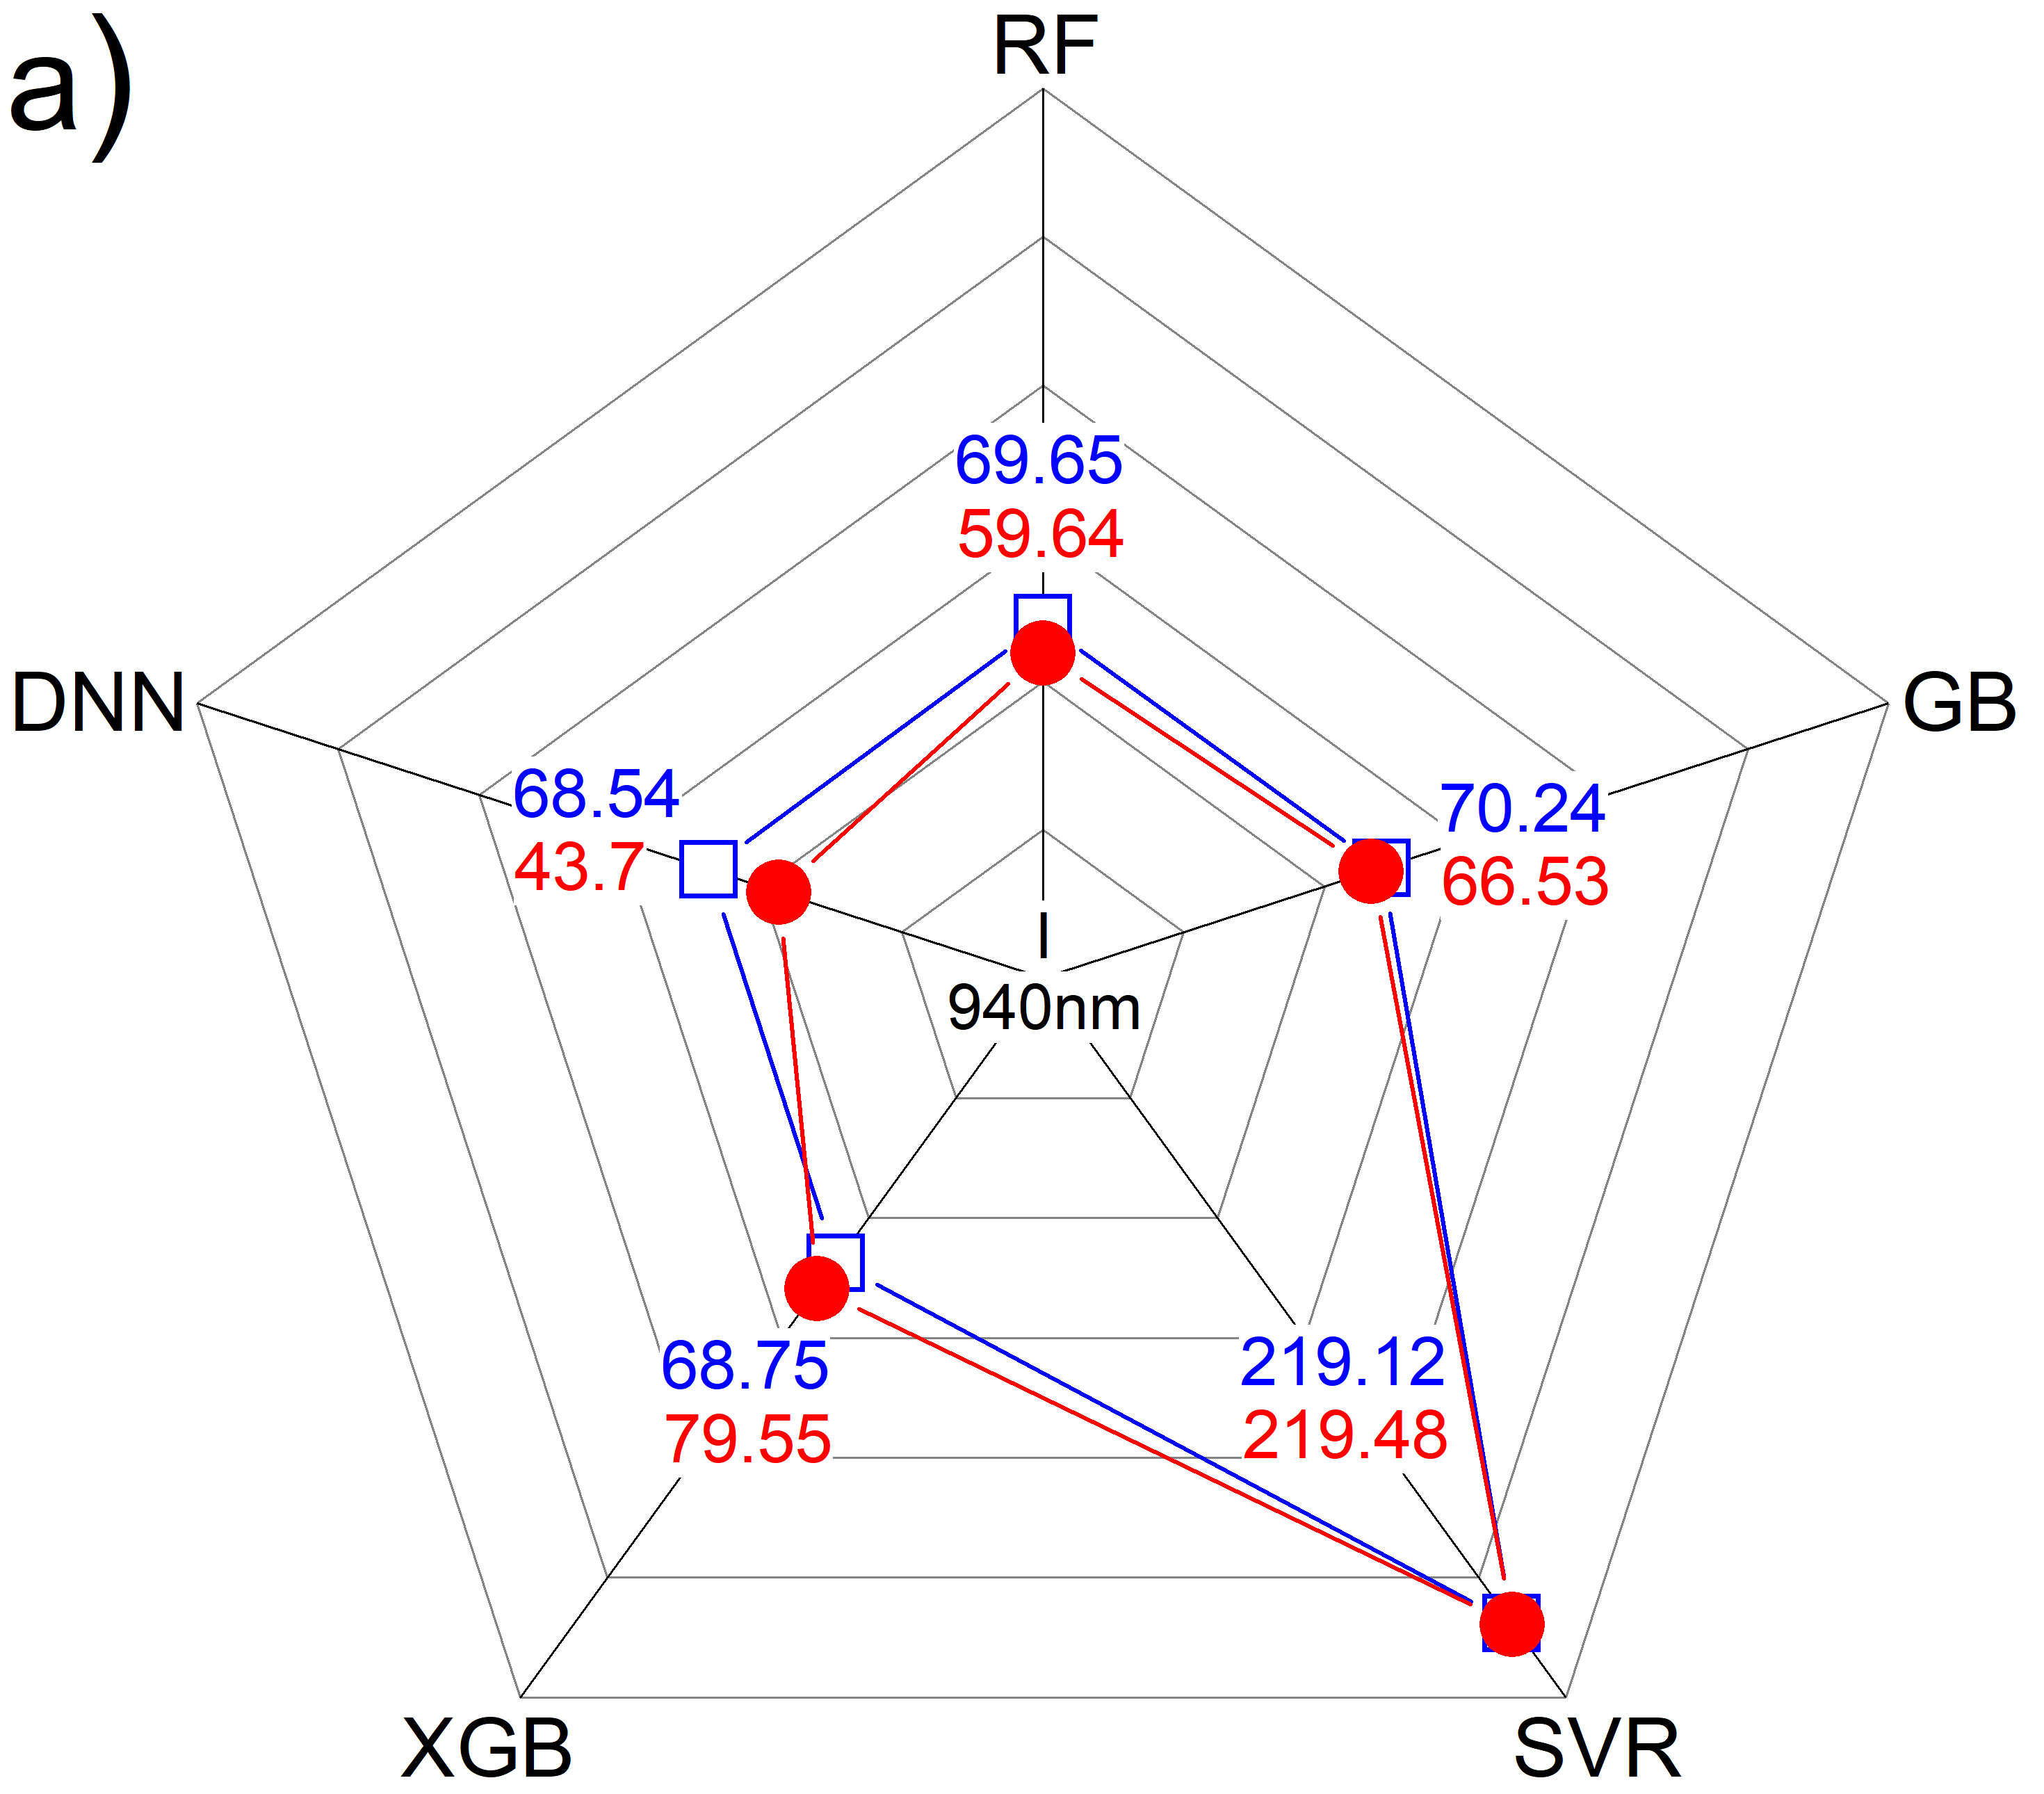 a)
RF
69.65
59.64
DNN
GB
68.54
43.7
70.24
66.53
I
940nm
68.75
79.55
219.12
219.48
XGB
SVR